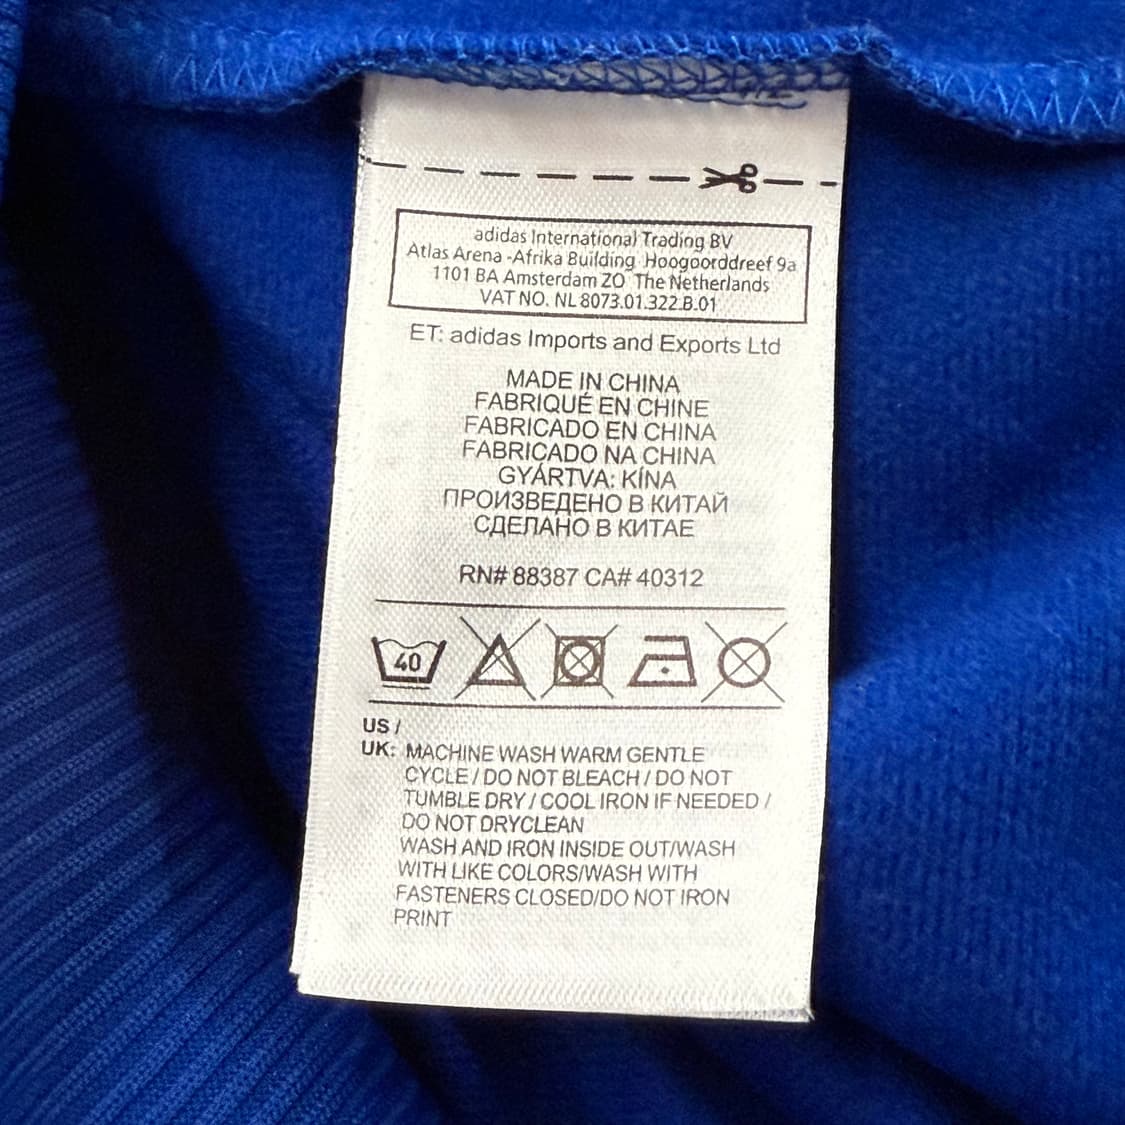 adidas International Trading BV
Atlas Arena -Afrika Building Hoogoorddreef 9a
1101 BA Amsterdam ZO The Netherlands
VAT NO. NL 8073.01.322.B.01
ET: adidas Imports and Exports Ltd
MADE IN CHINA
FABRIQUÉ EN CHINE
FABRICADO EN CHINA
FABRICADO NA CHINA
GYÁRTVA: KÍNA
ПРОИЗВЕДЕНО В КИТАЙ
СДЕЛАНО В КИТАЕ
RN# 88387 CA# 40312
40
US /
UK: MACHINE WASH WARM GENTLE
CYCLE / DO NOT BLEACH / DO NOT
TUMBLE DRY / COOL IRON IF NEEDED /
DO NOT DRYCLEAN
WASH AND IRON INSIDE OUT/WASH
WITH LIKE COLORS/WASH WITH
FASTENERS CLOSED/DO NOT IRON
PRINT